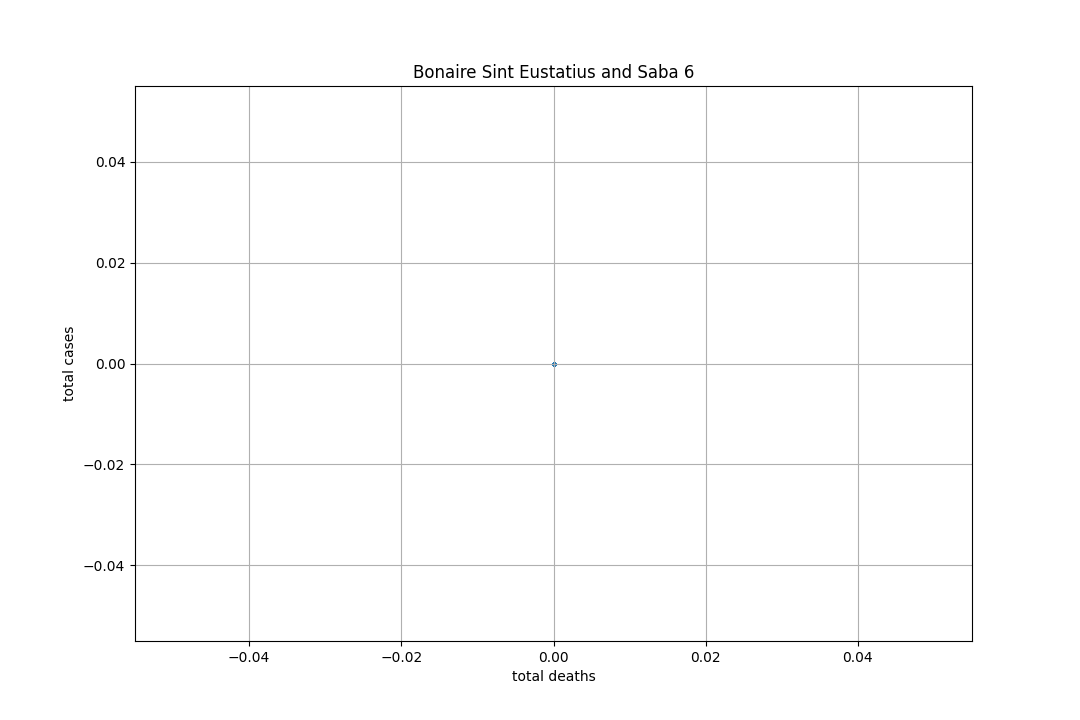 Bonaire Sint Eustatius and Saba 6
0.04
0.02
0.00
−0.02
−0.04
total cases
−0.04 −0.02 0.00 0.02 0.04
total deaths